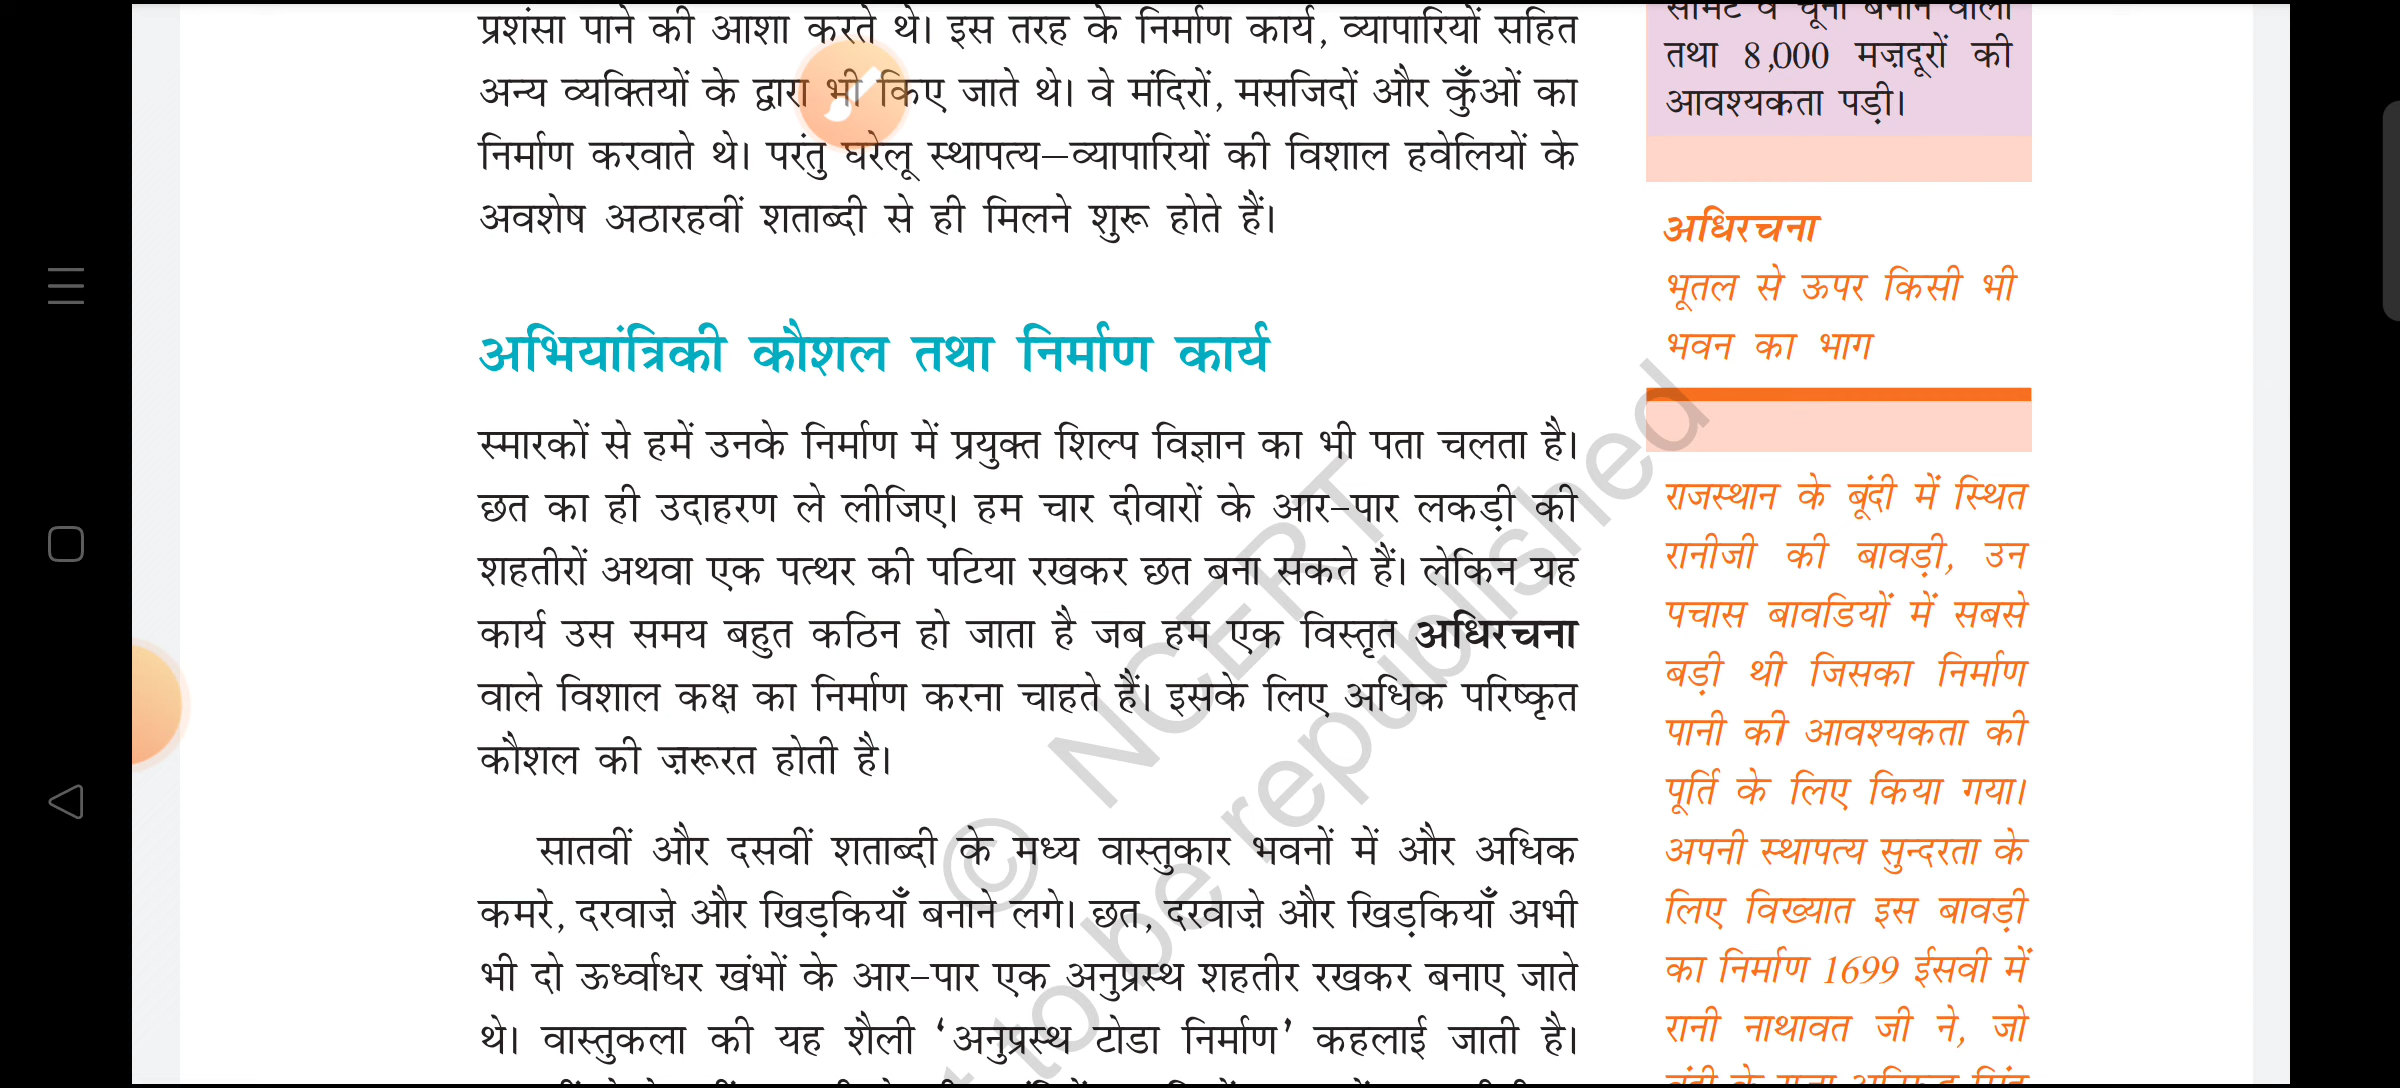 प्रशंसा पाने की आशा करते थे। इस तरह के निर्माण कार्य, व्यापारियों सहित
अन्य व्यक्तियों के द्वारा भी किए जाते थे। वे मंदिरों, मसजिदों और कुँओं का
निर्माण करवाते थे। परंतु घरेलू स्थापत्य–व्यापारियों की विशाल हवेलियों के
अवशेष अठारहवीं शताब्दी से ही मिलने शुरू होते हैं।
अभियांत्रिकी कौशल तथा निर्माण कार्य
स्मारकों से हमें उनके निर्माण में प्रयुक्त शिल्प विज्ञान का भी पता चलता है।
छत का ही उदाहरण ले लीजिए। हम चार दीवारों के आर-पार लकड़ी की
शहतीरों अथवा एक पत्थर की पटिया रखकर छत बना सकते हैं। लेकिन यह
कार्य उस समय बहुत कठिन हो जाता है जब हम एक विस्तृत अधिरचना
वाले विशाल कक्ष का निर्माण करना चाहते हैं। इसके लिए अधिक परिष्कृत
कौशल की ज़रूरत होती है।
सातवीं और दसवीं शताब्दी के मध्य वास्तुकार भवनों में और अधिक
कमरे, दरवाज़े और खिड़कियाँ बनाने लगे। छत, दरवाज़े और खिड़कियाँ अभी
भी दो ऊर्ध्वाधर खंभों के आर-पार एक अनुप्रस्थ शहतीर रखकर बनाए जाते
थे। वास्तुकला की यह शैली ‘अनुप्रस्थ टोडा निर्माण’ कहलाई जाती है।
सीमेंट व चूना बनाने वालों
तथा 8,000 मज़दूरों की
आवश्यकता पड़ी।
अधिरचना
भूतल से ऊपर किसी भी
भवन का भाग
राजस्थान के बूंदी में स्थित
रानीजी की बावड़ी, उन
पचास बावडियों में सबसे
बड़ी थी जिसका निर्माण
पानी की आवश्यकता की
पूर्ति के लिए किया गया।
अपनी स्थापत्य सुन्दरता के
लिए विख्यात इस बावड़ी
का निर्माण 1699 ईसवी में
रानी नाथावत जी ने, जो
© NCERT
to be republished